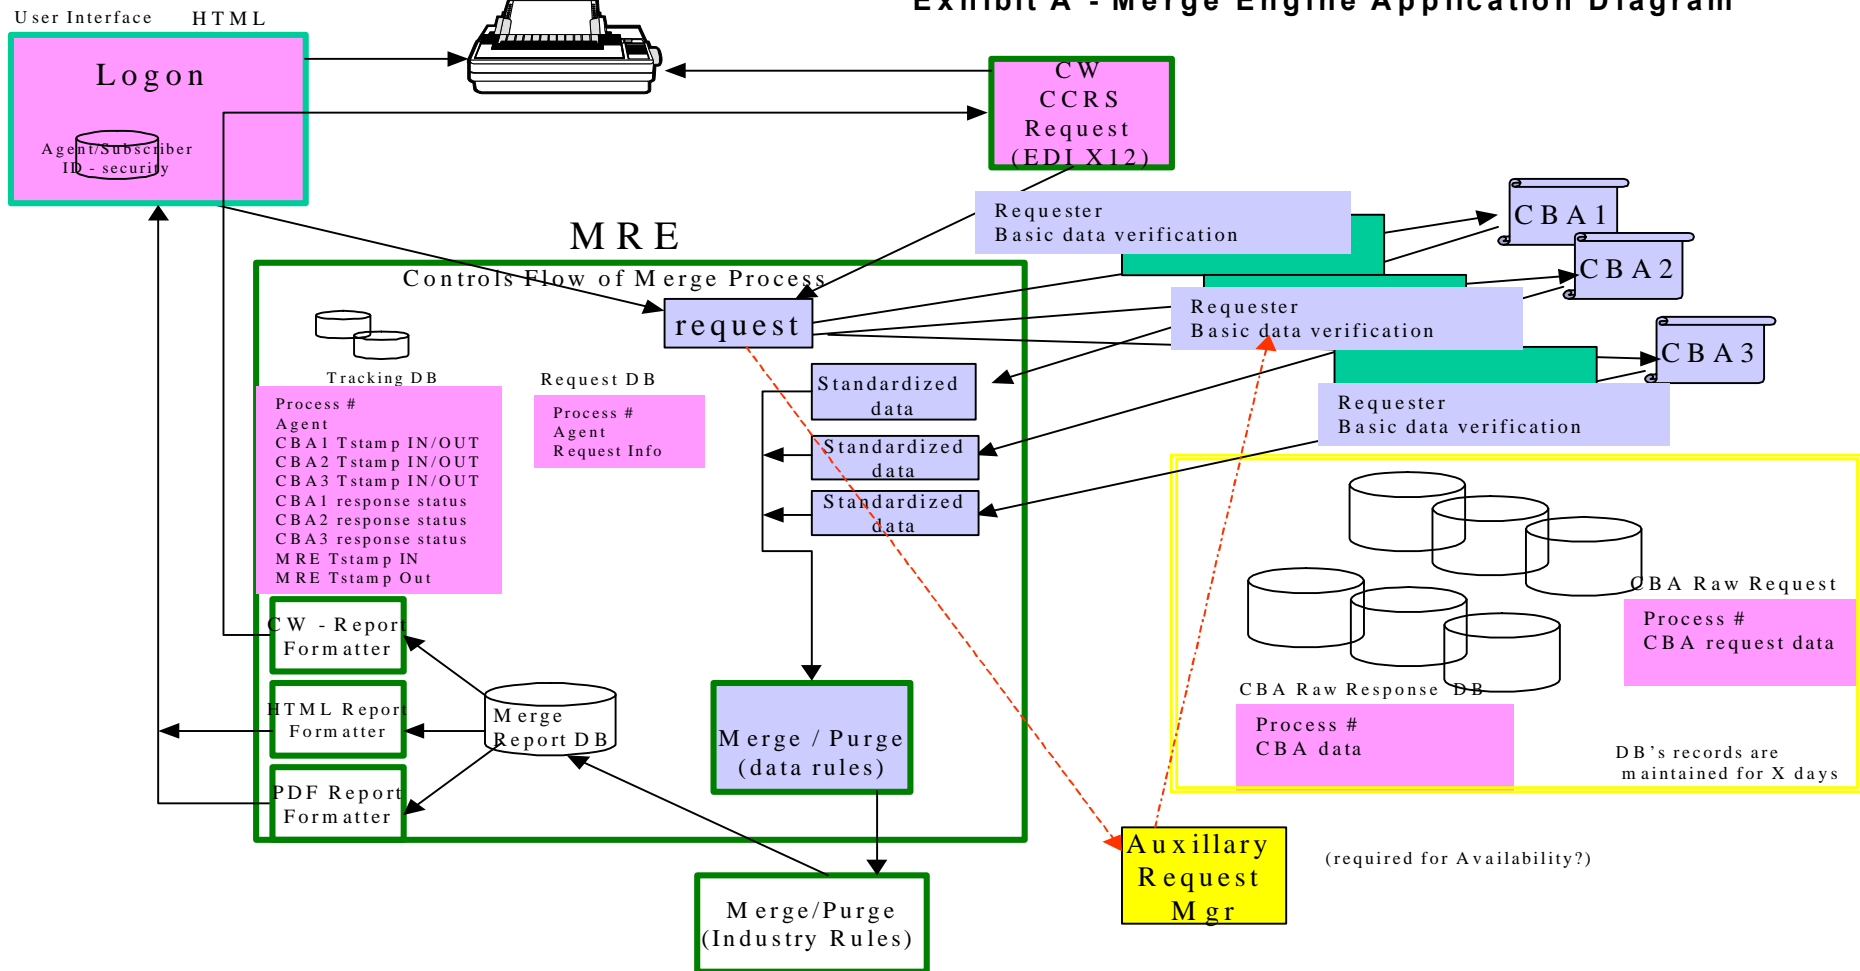 Exhibit A - Merge Engine Application Diagram
User Interface HTML
Logon
Agent/Subscriber
ID - security
CW
CCRS
Request
(EDI X12)
Requester
Basic data verification
CBA1
CBA2
CBA3
Requester
Basic data verification
Requester
Basic data verification
MRE
Controls Flow of Merge Process
request
Tracking DB
Process #
Agent
CBA1 Tstamp IN/OUT
CBA2 Tstamp IN/OUT
CBA3 Tstamp IN/OUT
CBA1 response status
CBA2 response status
CBA3 response status
MRE Tstamp IN
MRE Tstamp Out
Request DB
Process #
Agent
Request Info
Standardized
data
Standardized
data
Standardized
data
CW - Report
Formatter
HTML Report
Formatter
PDF Report
Formatter
Merge
Report DB
Merge / Purge
(data rules)
Merge/Purge
(Industry Rules)
CBA Raw Request
Process #
CBA request data
CBA Raw Response DB
Process #
CBA data
DB's records are
maintained for X days
Auxillary
Request
Mgr
(required for Availability?)